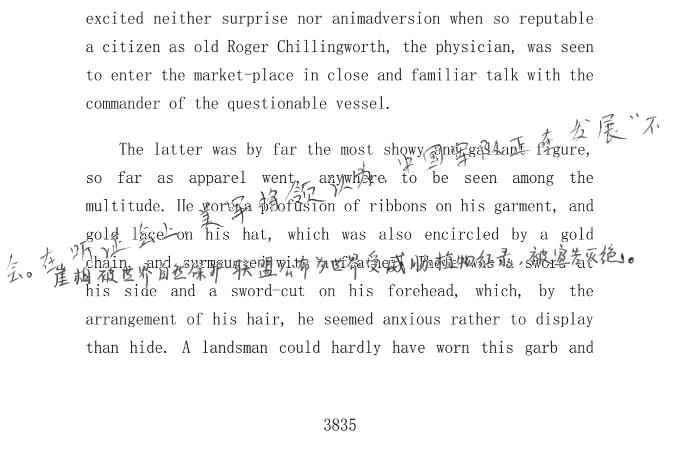 excited neither surprise nor animadversion when so reputable
a citizen as old Roger Chillingworth, the physician, was seen
to enter the market-place in close and familiar talk with the
commander of the questionable vessel.
The latter was by far the most showy and gallant figure,
so far as apparel went, anywhere to be seen among the
multitude. He wore a profusion of ribbons on his garment, and
gold lace on his hat, which was also encircled by a gold
chain, and surmounted with a feather. There was a sword at
his side and a sword-cut on his forehead, which, by the
arrangement of his hair, he seemed anxious rather to display
than hide. A landsman could hardly have worn this garb and
会。在听证会上美军将领认为,中国军队正在发展“不
崖柏被世界自然保护联盟公布为世界受威胁植物红录,被宣告灭绝。
3835